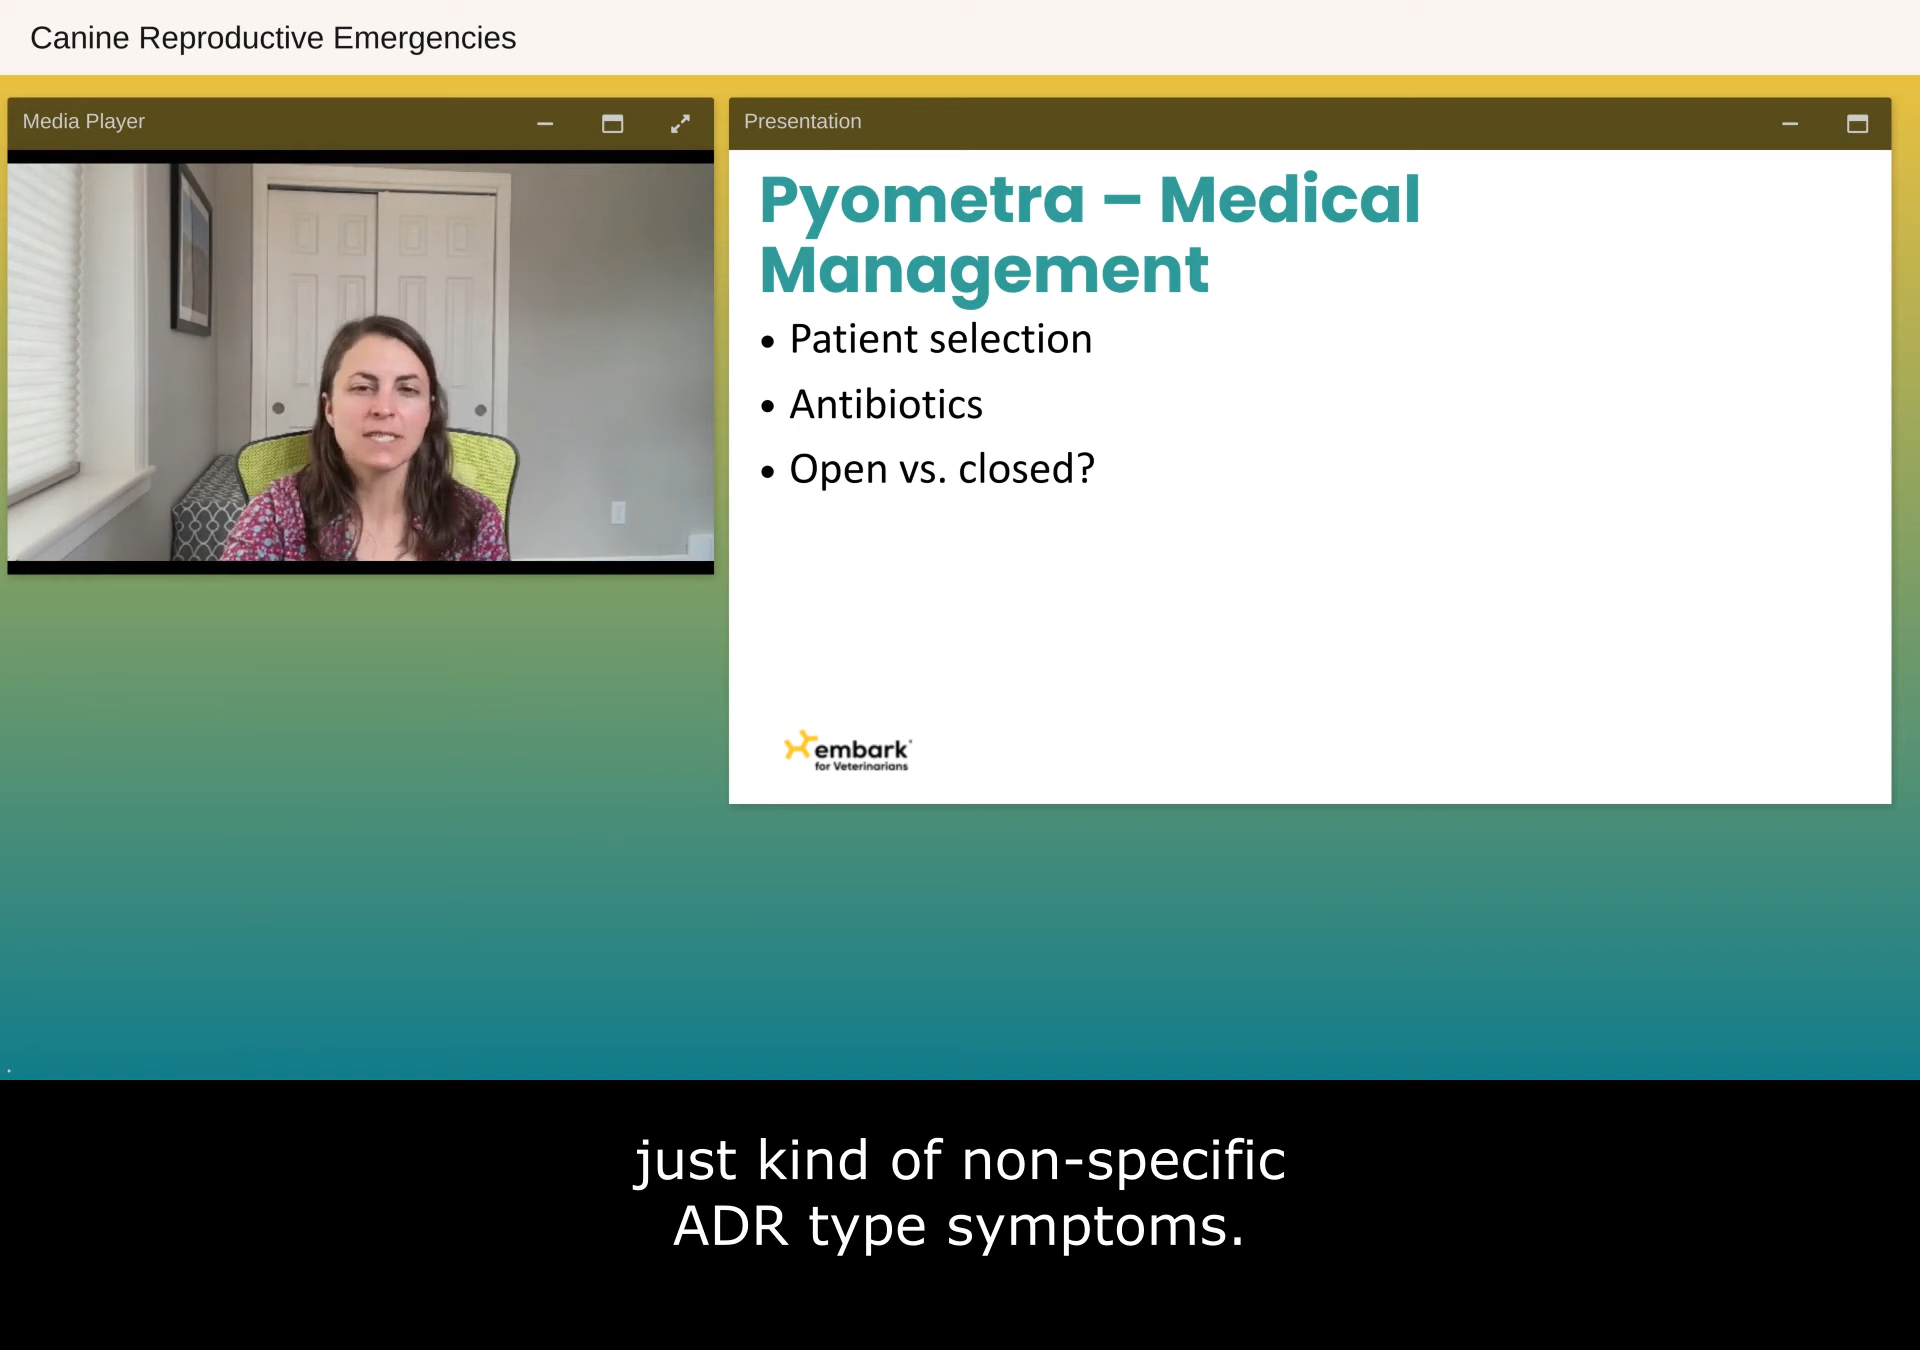 Canine Reproductive Emergencies
Media Player
Presentation
Pyometra – Medical
Management
• Patient selection
• Antibiotics
• Open vs. closed?
embark
for Veterinarians
just kind of non-specific
ADR type symptoms.